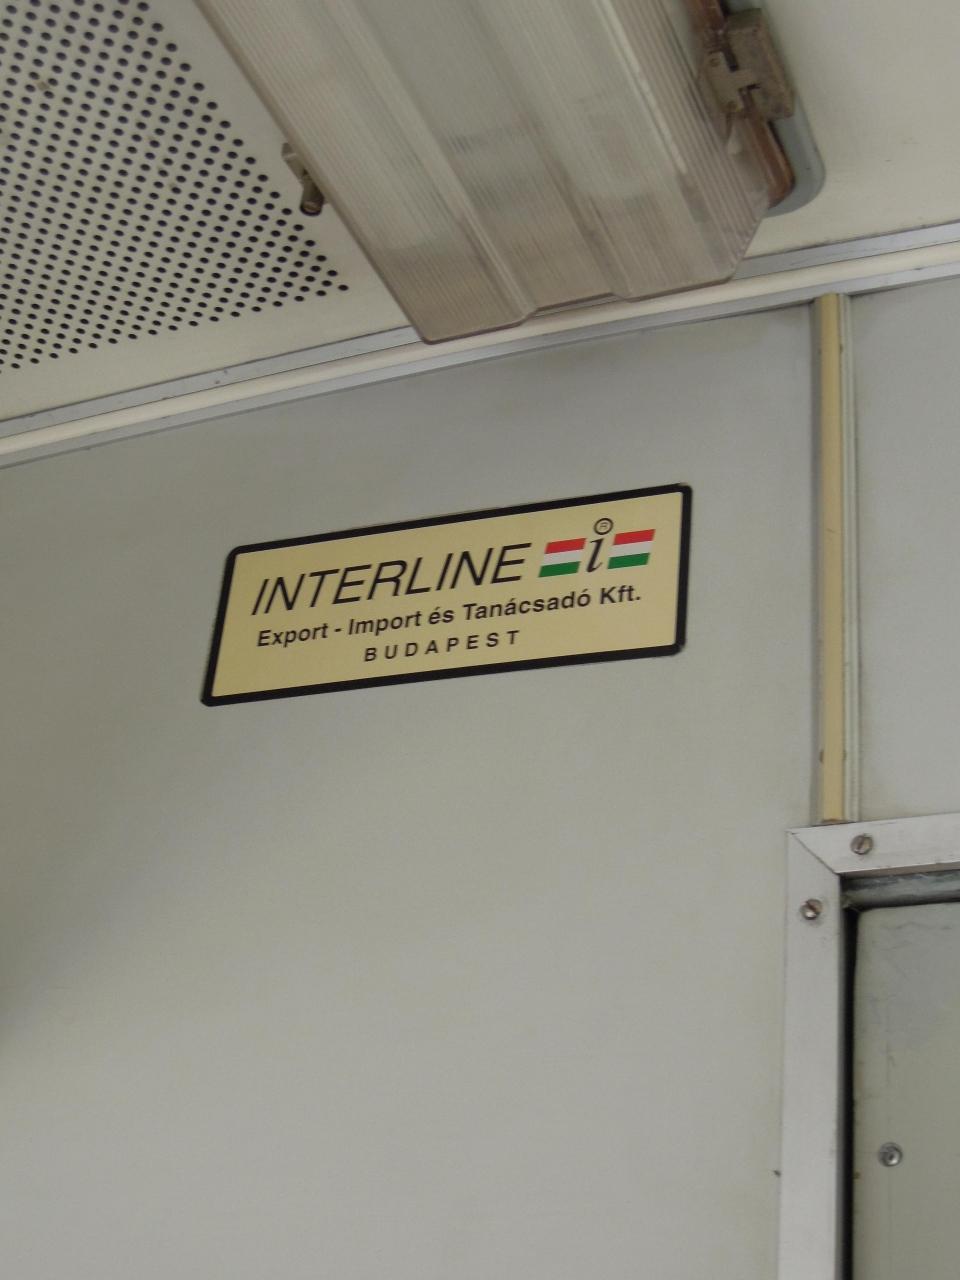 INTERLINE i ®
Export - Import és Tanácsadó Kft.
BUDAPEST